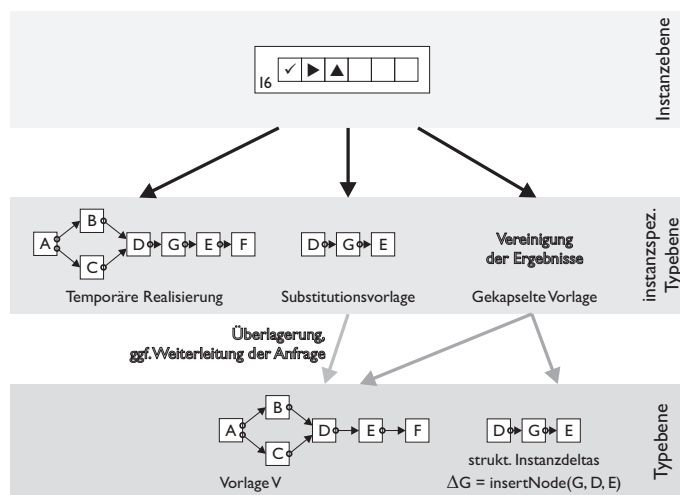 Instanzebene
I6
✓ ▶ ▲
instanzspez.
Typebene
A B C D G E F
Temporäre Realisierung
D G E
Substitutionsvorlage
Vereinigung
der Ergebnisse
Gekapselte Vorlage
Überlagerung,
ggf. Weiterleitung der Anfrage
Typebene
A B C D E F
Vorlage V
D G E
strukt. Instanzdeltas
ΔG = insertNode(G, D, E)